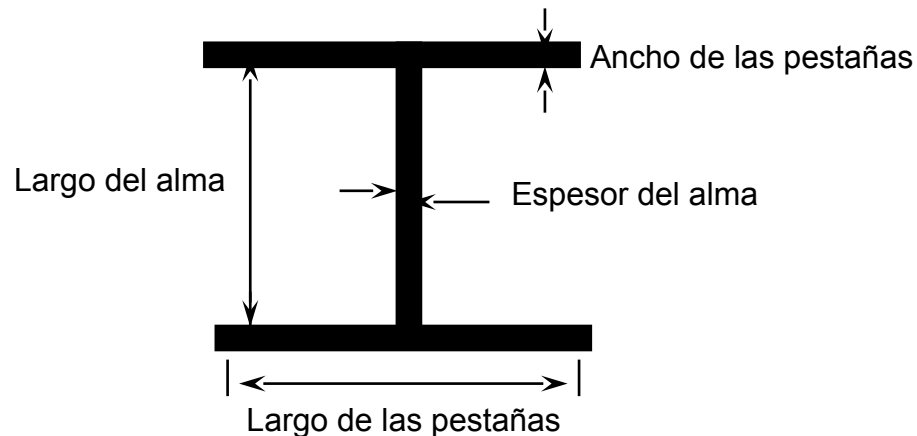 Ancho de las pestañas
Largo del alma
Espesor del alma
Largo de las pestañas